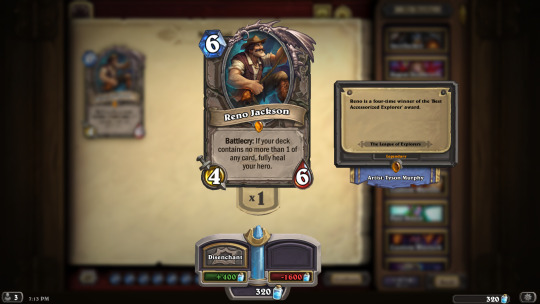 6
Reno Jackson
Battlecry: If your deck
contains no more than 1 of
any card, fully heal
your hero.
4
6
x 1
Reno is a four-time winner of the 'Best
Accessorized Explorer' award.
The League of Explorers
Legendary
Artist: Tyson Murphy
Disenchant
+400
-1600
320
3
7:13 PM
320